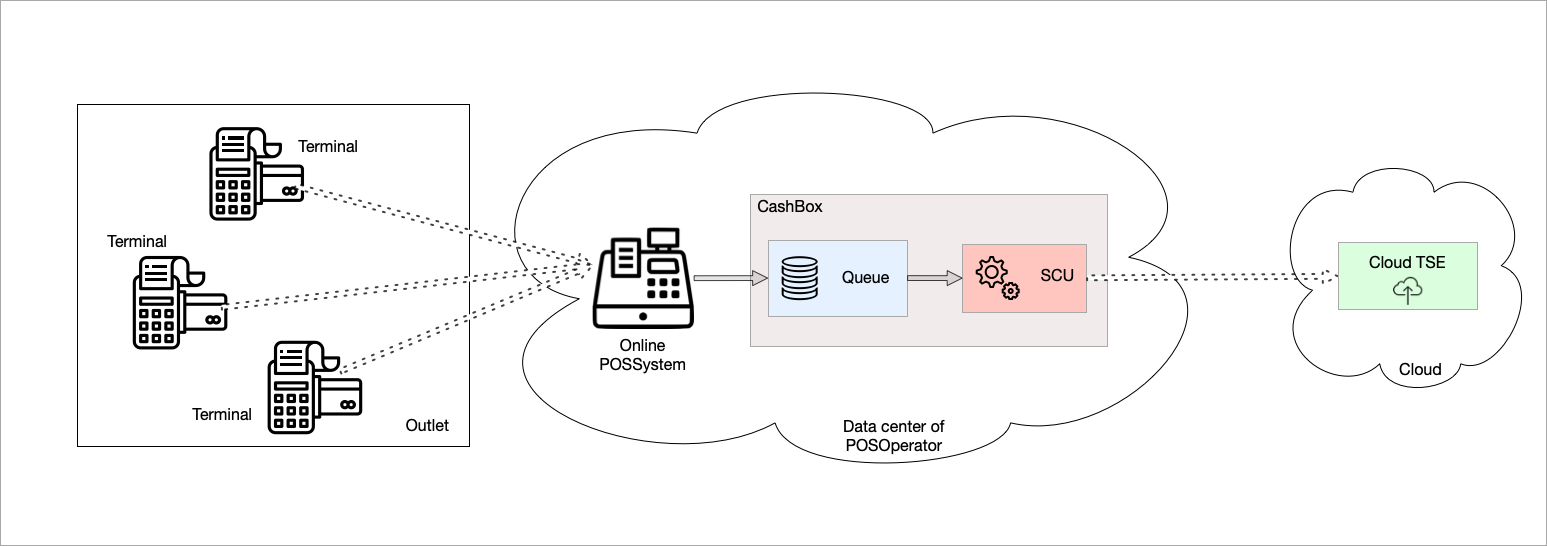 Terminal
Terminal
Terminal
Outlet
Online
POSSystem
CashBox
Queue
SCU
Data center of
POSOperator
Cloud TSE
Cloud